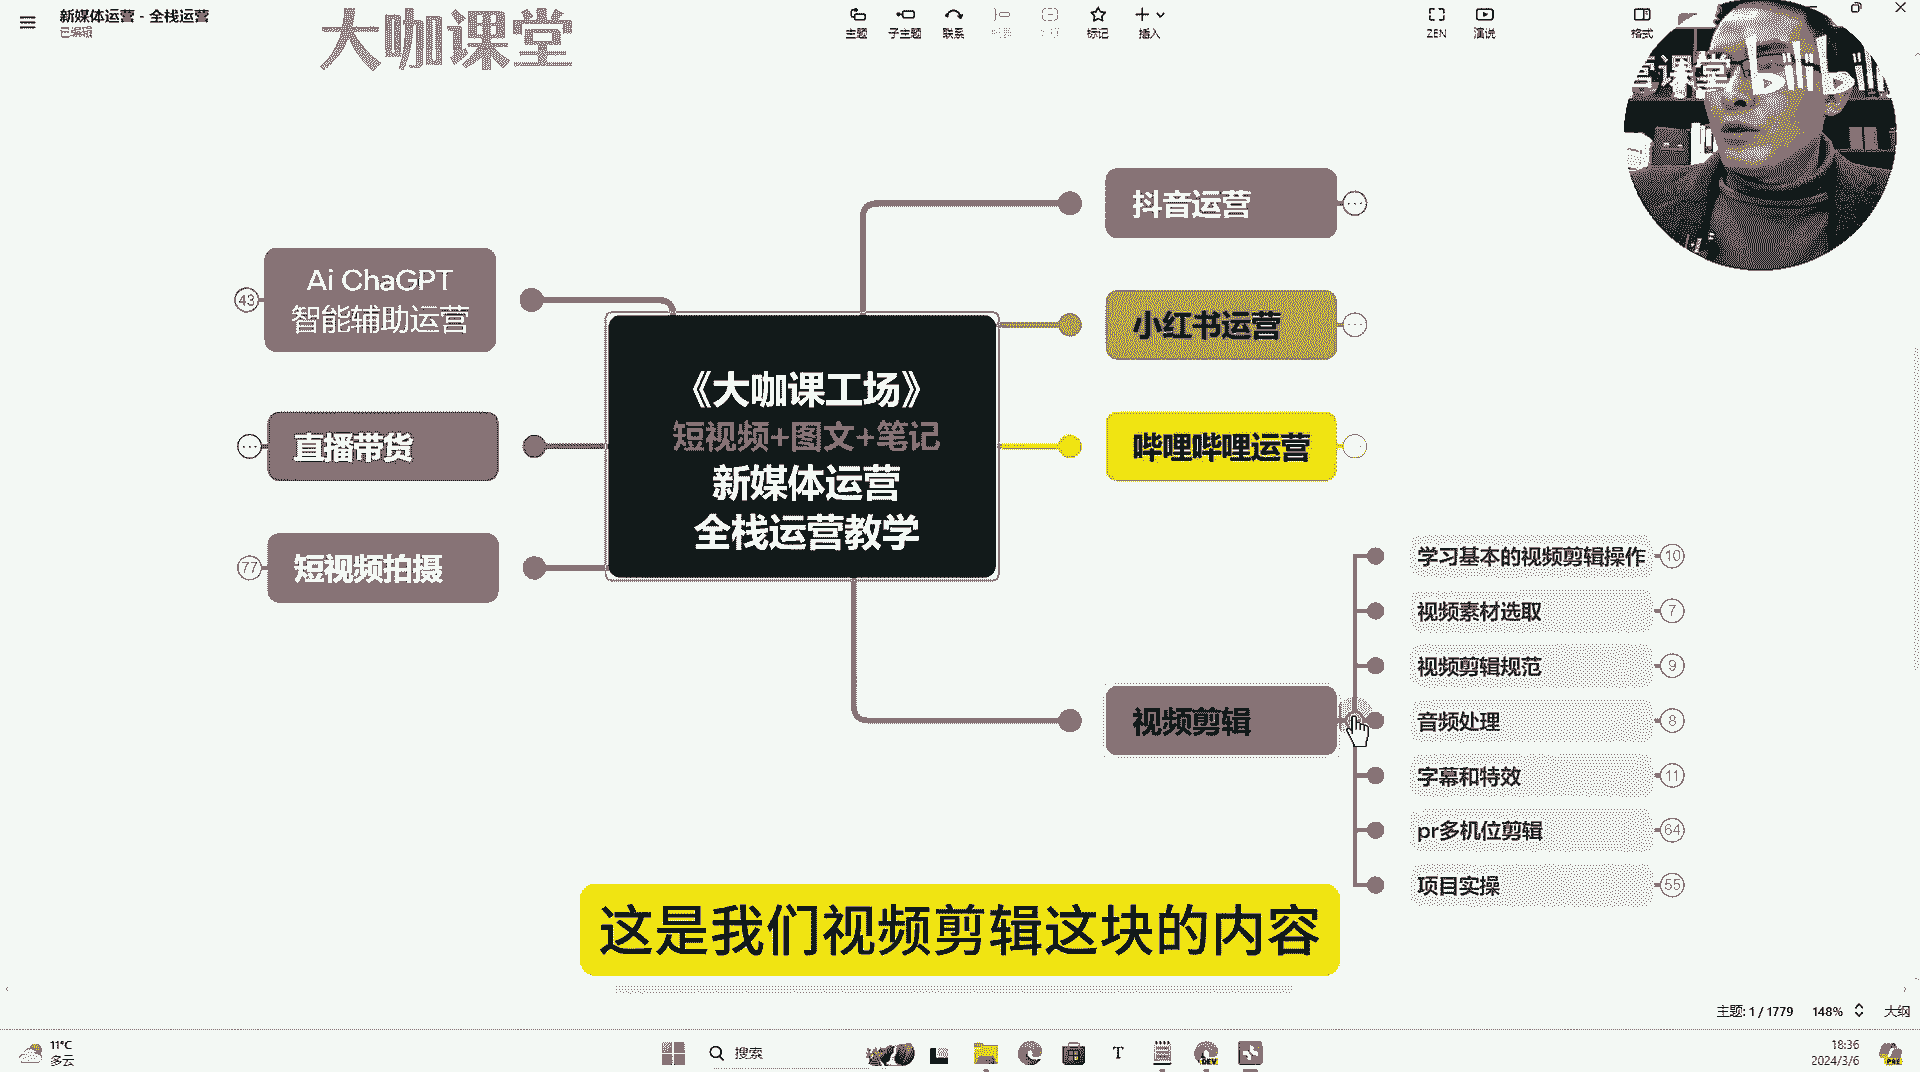 新媒体运营 - 全栈运营
已编辑
大咖课堂
主题
子主题
联系
标记
插入
ZEN
演说
格式
营课堂 bilibili
抖音运营
Ai ChaGPT
智能辅助运营
43
小红书运营
《大咖课工场》
短视频+图文+笔记
新媒体运营
全栈运营教学
直播带货
哔哩哔哩运营
短视频拍摄
77
视频剪辑
学习基本的视频剪辑操作
10
视频素材选取
7
视频剪辑规范
9
音频处理
8
字幕和特效
11
pr多机位剪辑
64
项目实操
55
这是我们视频剪辑这块的内容
主题: 1 / 1779
148%
大纲
11°C
多云
搜索
18:36
2024/3/6